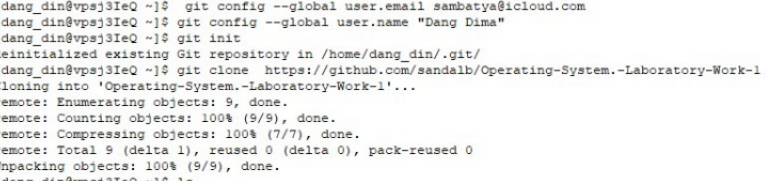 dang_din@vpsj3IeQ ~]$  git config --global user.email sambatya@icloud.com
dang_din@vpsj3IeQ ~]$ git config --global user.name "Dang Dima"
dang_din@vpsj3IeQ ~]$ git init
einitialized existing Git repository in /home/dang_din/.git/
dang_din@vpsj3IeQ ~]$ git clone  https://github.com/sandalb/Operating-System.-Laboratory-Work-1
loning into 'Operating-System.-Laboratory-Work-1'...
emote: Enumerating objects: 9, done.
emote: Counting objects: 100% (9/9), done.
emote: Compressing objects: 100% (7/7), done.
emote: Total 9 (delta 1), reused 0 (delta 0), pack-reused 0
npacking objects: 100% (9/9), done.
dang_din@vpsj3IeQ ~]$ ls